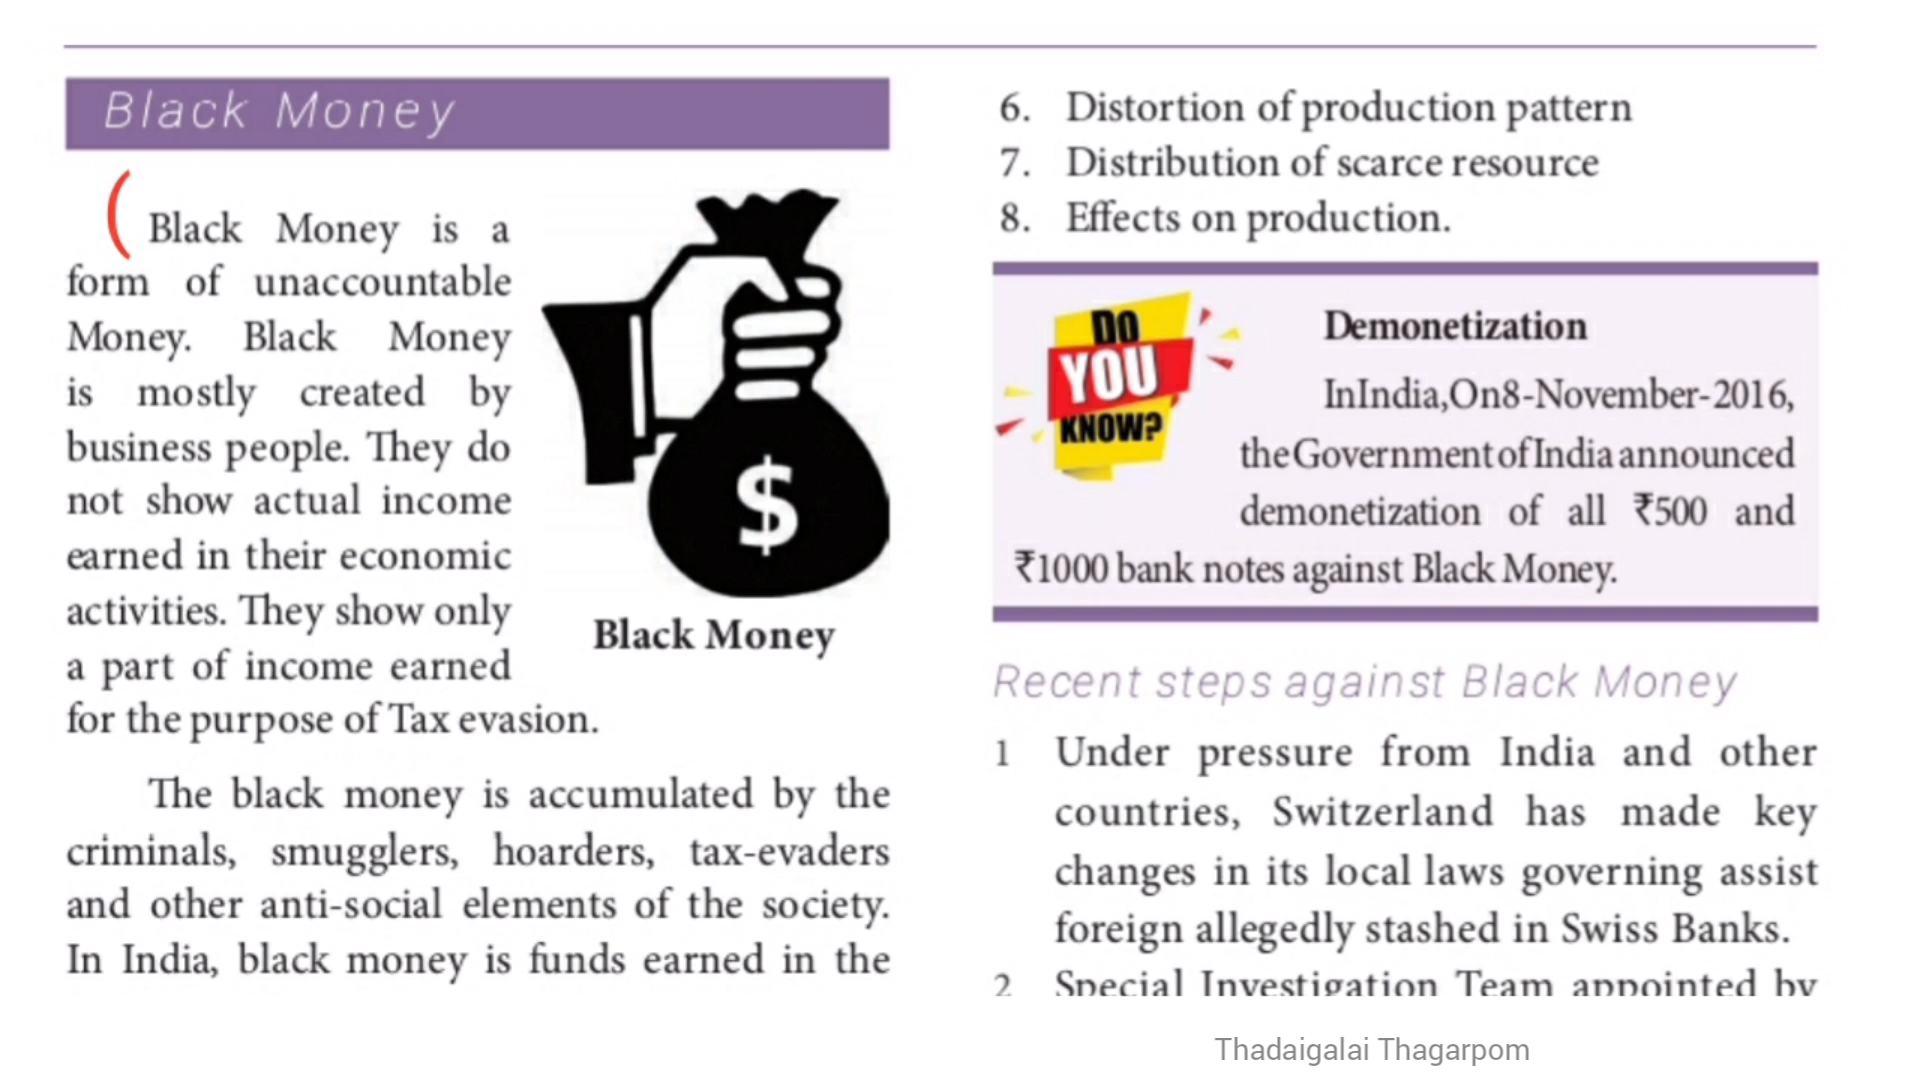 Black Money
Black Money is a
form of unaccountable
Money. Black Money
is mostly created by
business people. They do
not show actual income
earned in their economic
activities. They show only
a part of income earned
for the purpose of Tax evasion.
$
Black Money
The black money is accumulated by the
criminals, smugglers, hoarders, tax-evaders
and other anti-social elements of the society.
In India, black money is funds earned in the
6. Distortion of production pattern
7. Distribution of scarce resource
8. Effects on production.
DO
YOU
KNOW?
Demonetization
InIndia,On8-November-2016,
theGovernmentofIndiaannounced
demonetization of all ₹500 and
₹1000 bank notes against Black Money.
Recent steps against Black Money
1 Under pressure from India and other
countries, Switzerland has made key
changes in its local laws governing assist
foreign allegedly stashed in Swiss Banks.
2 Special Investigation Team appointed by
Thadaigalai Thagarpom